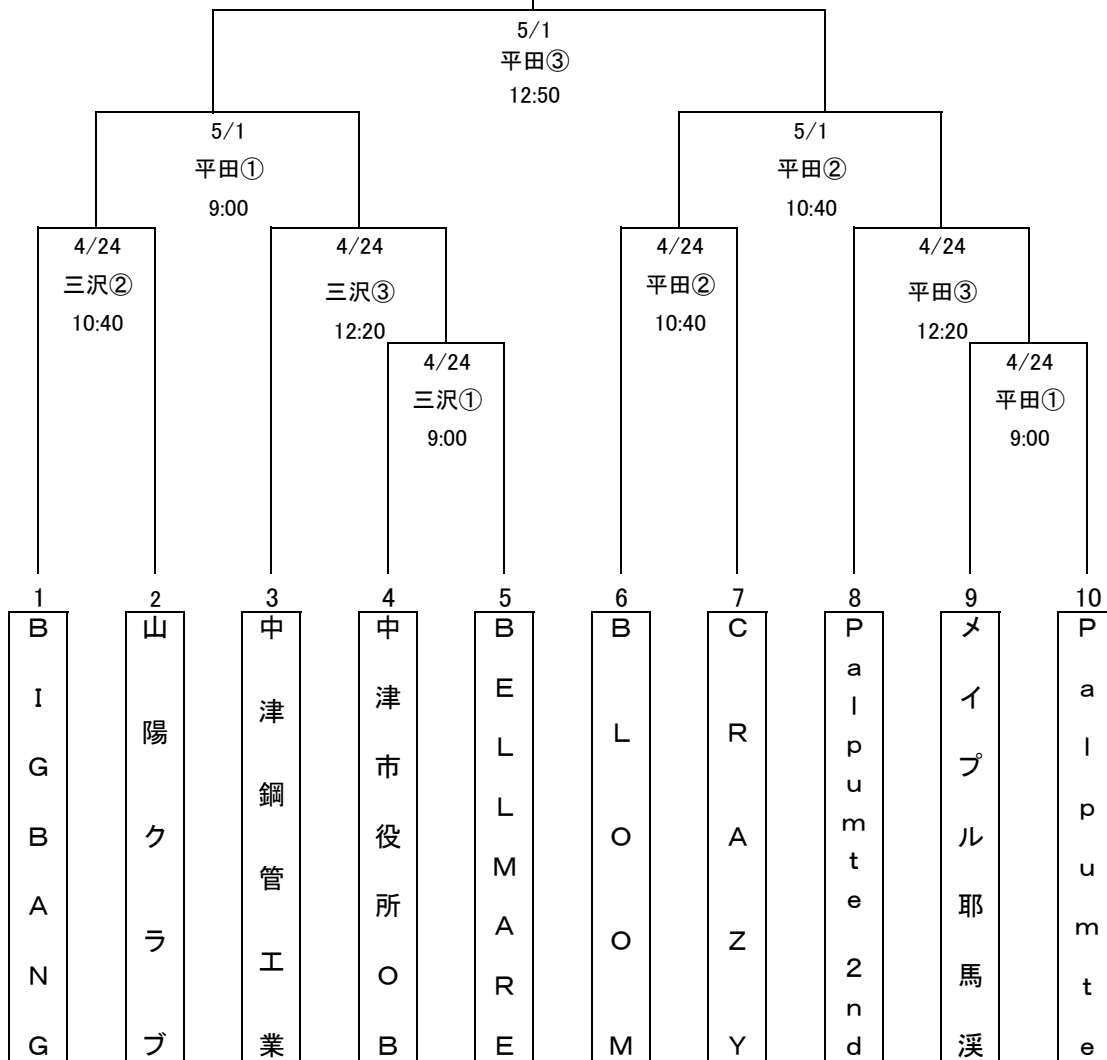 5/1
平田③
12:50
5/1
平田①
9:00
5/1
平田②
10:40
4/24
三沢②
10:40
4/24
三沢③
12:20
4/24
平田②
10:40
4/24
平田③
12:20
4/24
三沢①
9:00
4/24
平田①
9:00
1
2
3
4
5
6
7
8
9
10
BIGBANG
山陽クラブ
中津鋼管工業
中津市役所OB
BELLMARE
BLOOM
CRAZY
Palpumte 2nd
メイプル耶馬渓
Palpumte